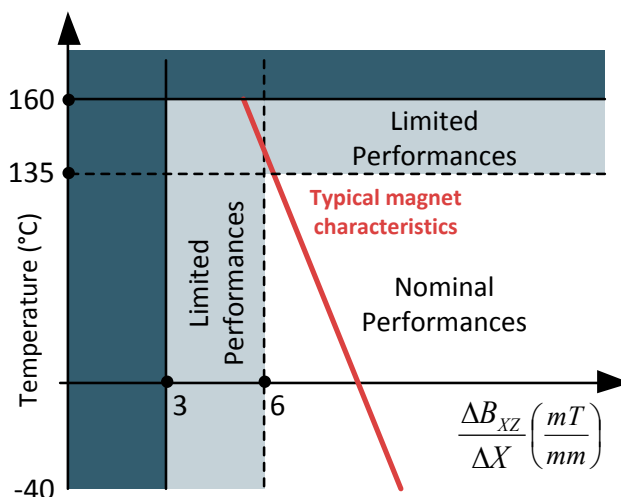 160
135
-40
Temperature (°C)
Limited
Performances
Limited
Performances
Typical magnet
characteristics
Nominal
Performances
3
6
ΔB_XZ
ΔX
(mT
mm)